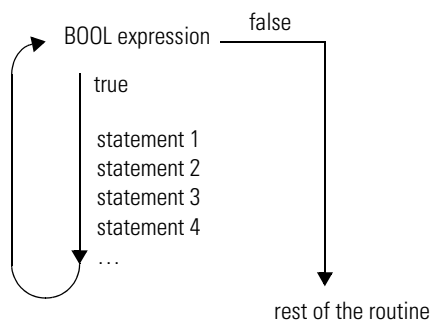 false
BOOL expression
true
statement 1
statement 2
statement 3
statement 4
...
rest of the routine